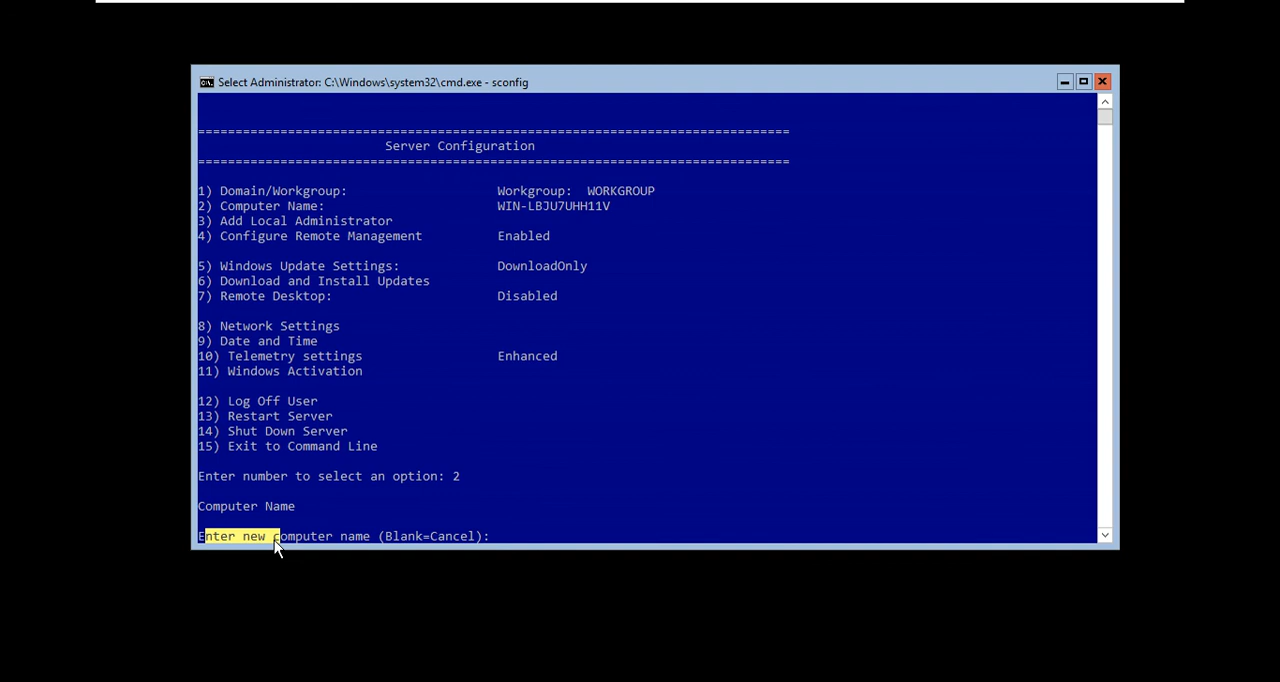 Select Administrator: C:\Windows\system32\cmd.exe - sconfig
===============================================================================
                         Server Configuration
===============================================================================
1) Domain/Workgroup:                    Workgroup:  WORKGROUP
2) Computer Name:                       WIN-LBJU7UHH11V
3) Add Local Administrator
4) Configure Remote Management          Enabled
5) Windows Update Settings:             DownloadOnly
6) Download and Install Updates
7) Remote Desktop:                      Disabled
8) Network Settings
9) Date and Time
10) Telemetry settings                  Enhanced
11) Windows Activation
12) Log Off User
13) Restart Server
14) Shut Down Server
15) Exit to Command Line
Enter number to select an option: 2
Computer Name
Enter new computer name (Blank=Cancel):